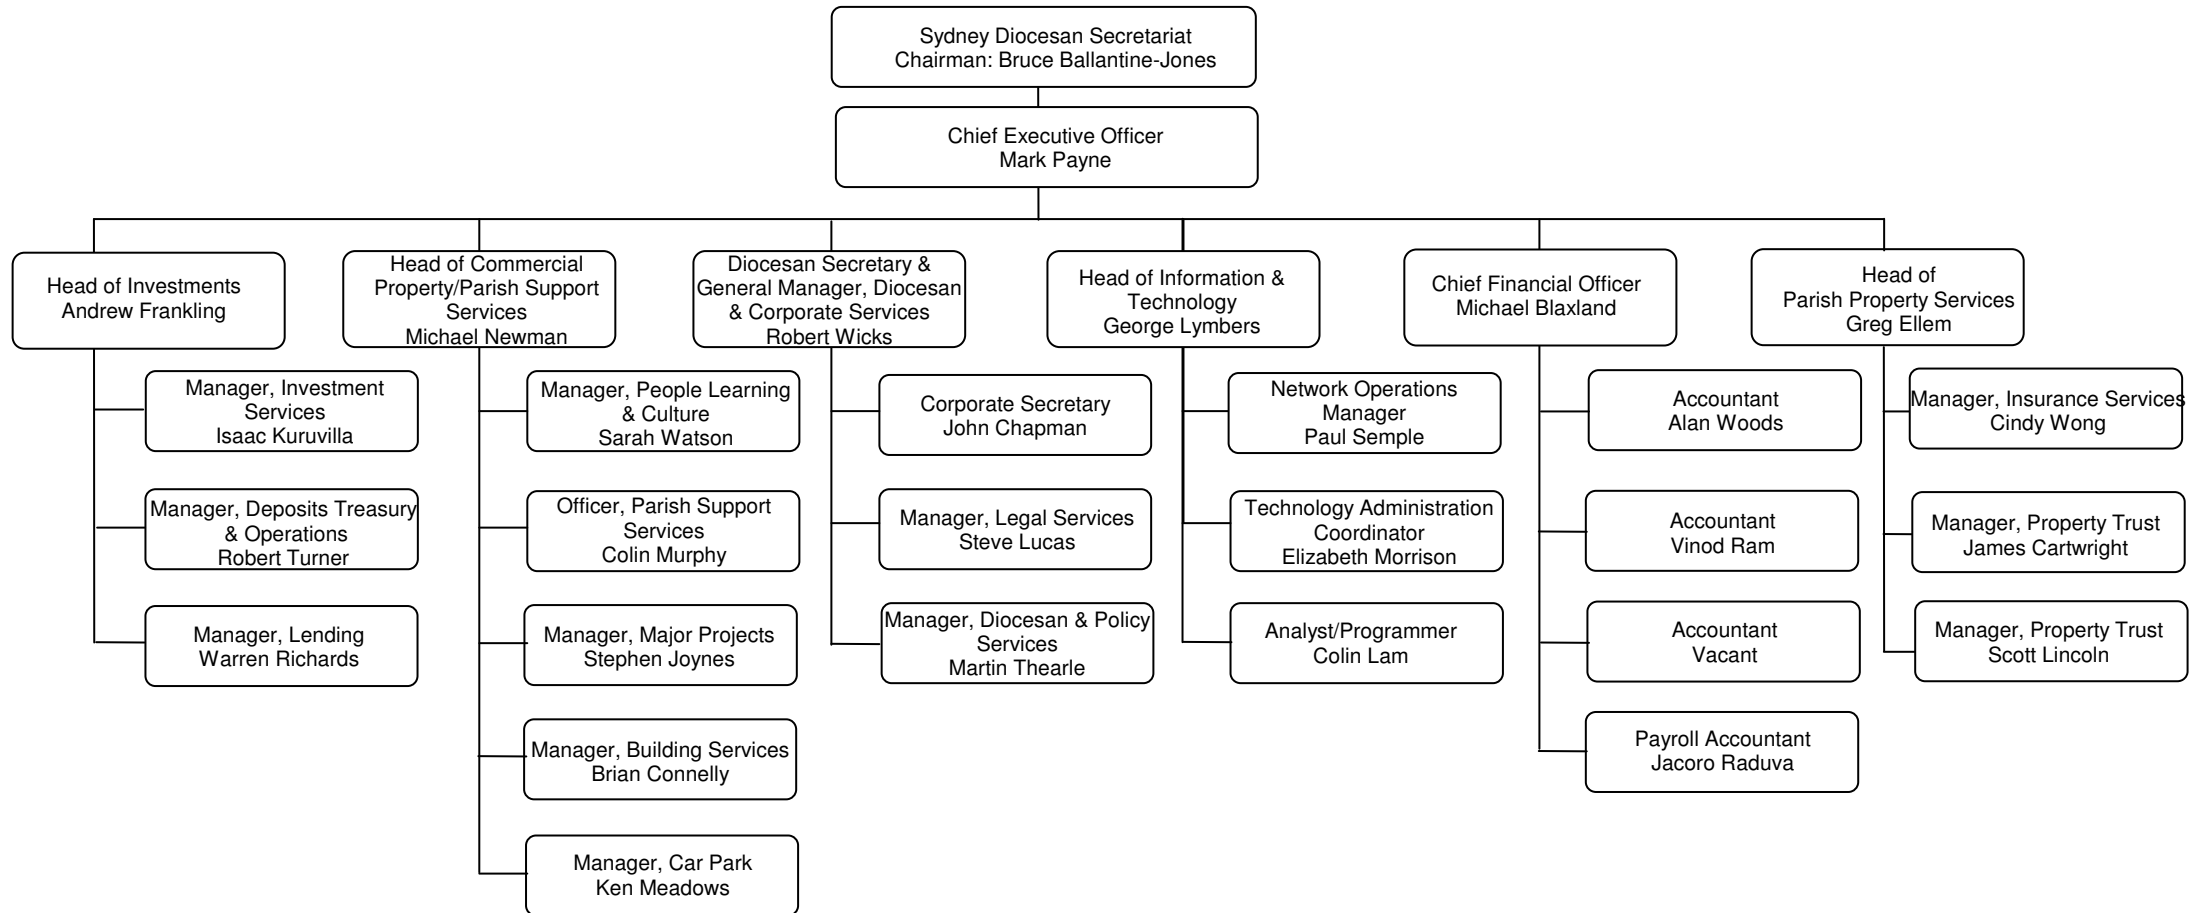 Sydney Diocesan Secretariat
Chairman: Bruce Ballantine-Jones
Chief Executive Officer
Mark Payne
Head of Investments
Andrew Frankling
Head of Commercial
Property/Parish Support
Services
Michael Newman
Diocesan Secretary &
General Manager, Diocesan
& Corporate Services
Robert Wicks
Head of Information &
Technology
George Lymbers
Chief Financial Officer
Michael Blaxland
Head of
Parish Property Services
Greg Ellem
Manager, Investment
Services
Isaac Kuruvilla
Manager, Deposits Treasury
& Operations
Robert Turner
Manager, Lending
Warren Richards
Manager, People Learning
& Culture
Sarah Watson
Officer, Parish Support
Services
Colin Murphy
Manager, Major Projects
Stephen Joynes
Manager, Building Services
Brian Connelly
Manager, Car Park
Ken Meadows
Corporate Secretary
John Chapman
Manager, Legal Services
Steve Lucas
Manager, Diocesan & Policy
Services
Martin Thearle
Network Operations
Manager
Paul Semple
Technology Administration
Coordinator
Elizabeth Morrison
Analyst/Programmer
Colin Lam
Accountant
Alan Woods
Accountant
Vinod Ram
Accountant
Vacant
Payroll Accountant
Jacoro Raduva
Manager, Insurance Services
Cindy Wong
Manager, Property Trust
James Cartwright
Manager, Property Trust
Scott Lincoln